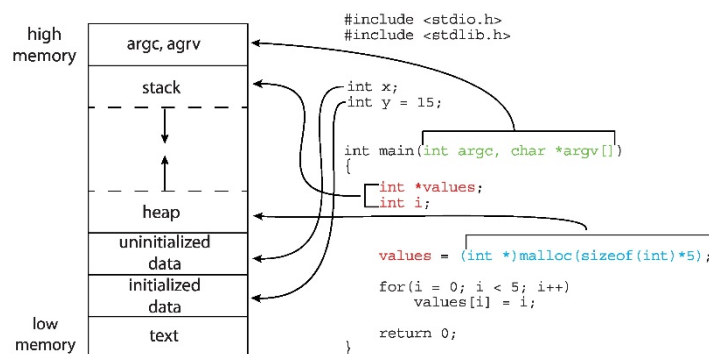 high
memory
argc, agrv
stack
heap
uninitialized
data
initialized
data
low
memory
text
#include <stdio.h>
#include <stdlib.h>
int x;
int y = 15;
int main(int argc, char *argv[])
{
int *values;
int i;
values = (int *)malloc(sizeof(int)*5);
for(i = 0; i < 5; i++)
values[i] = i;
return 0;
}